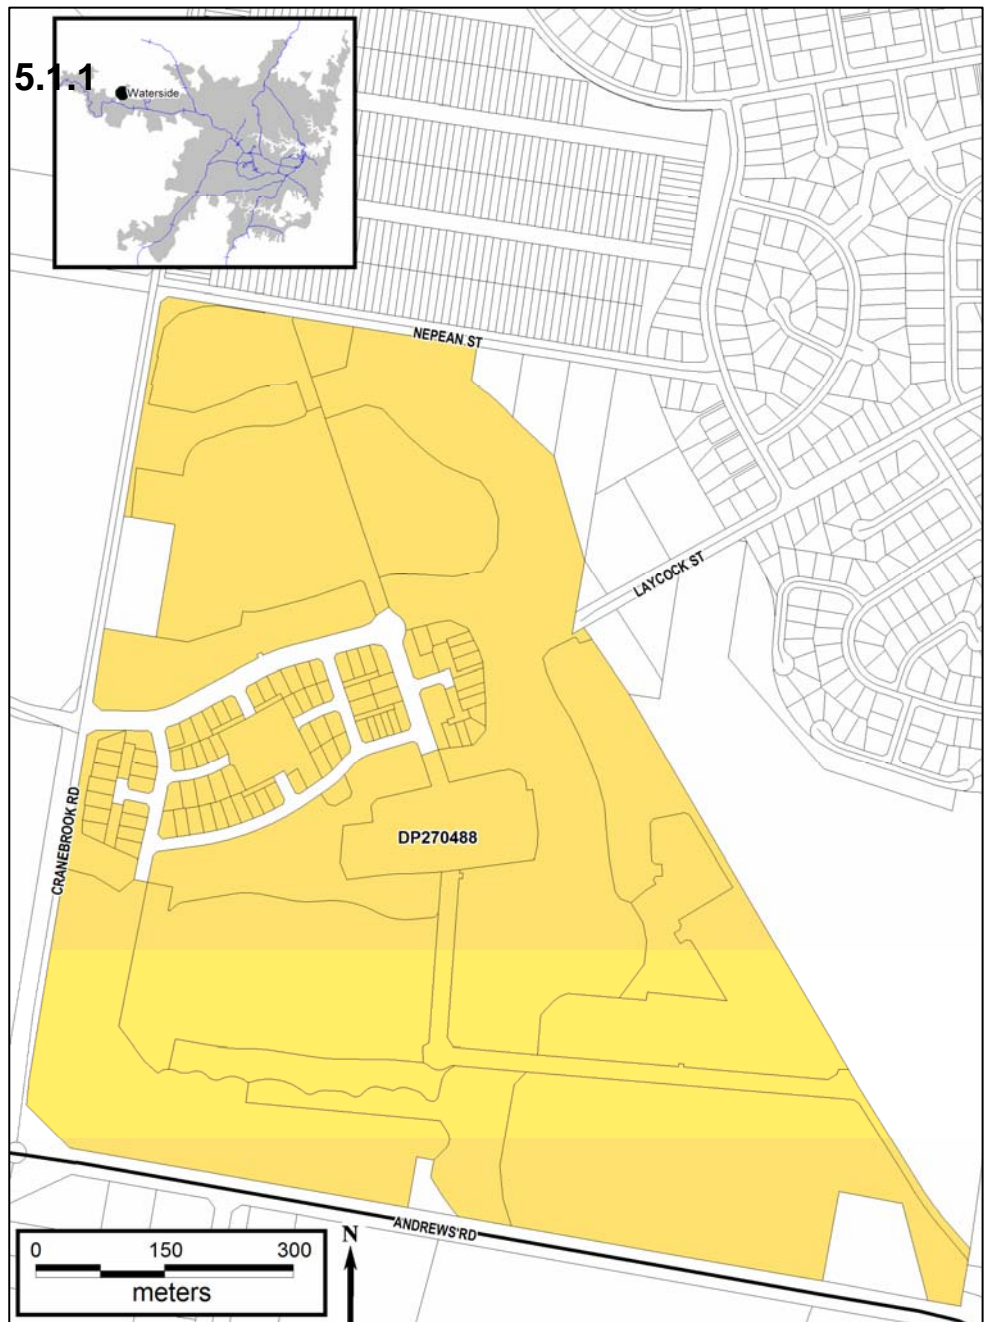 5.1.1
Waterside
NEPEAN ST
LAYCOCK ST
CRANEBROOK RD
DP270488
ANDREWS RD
0 150 300
meters
N